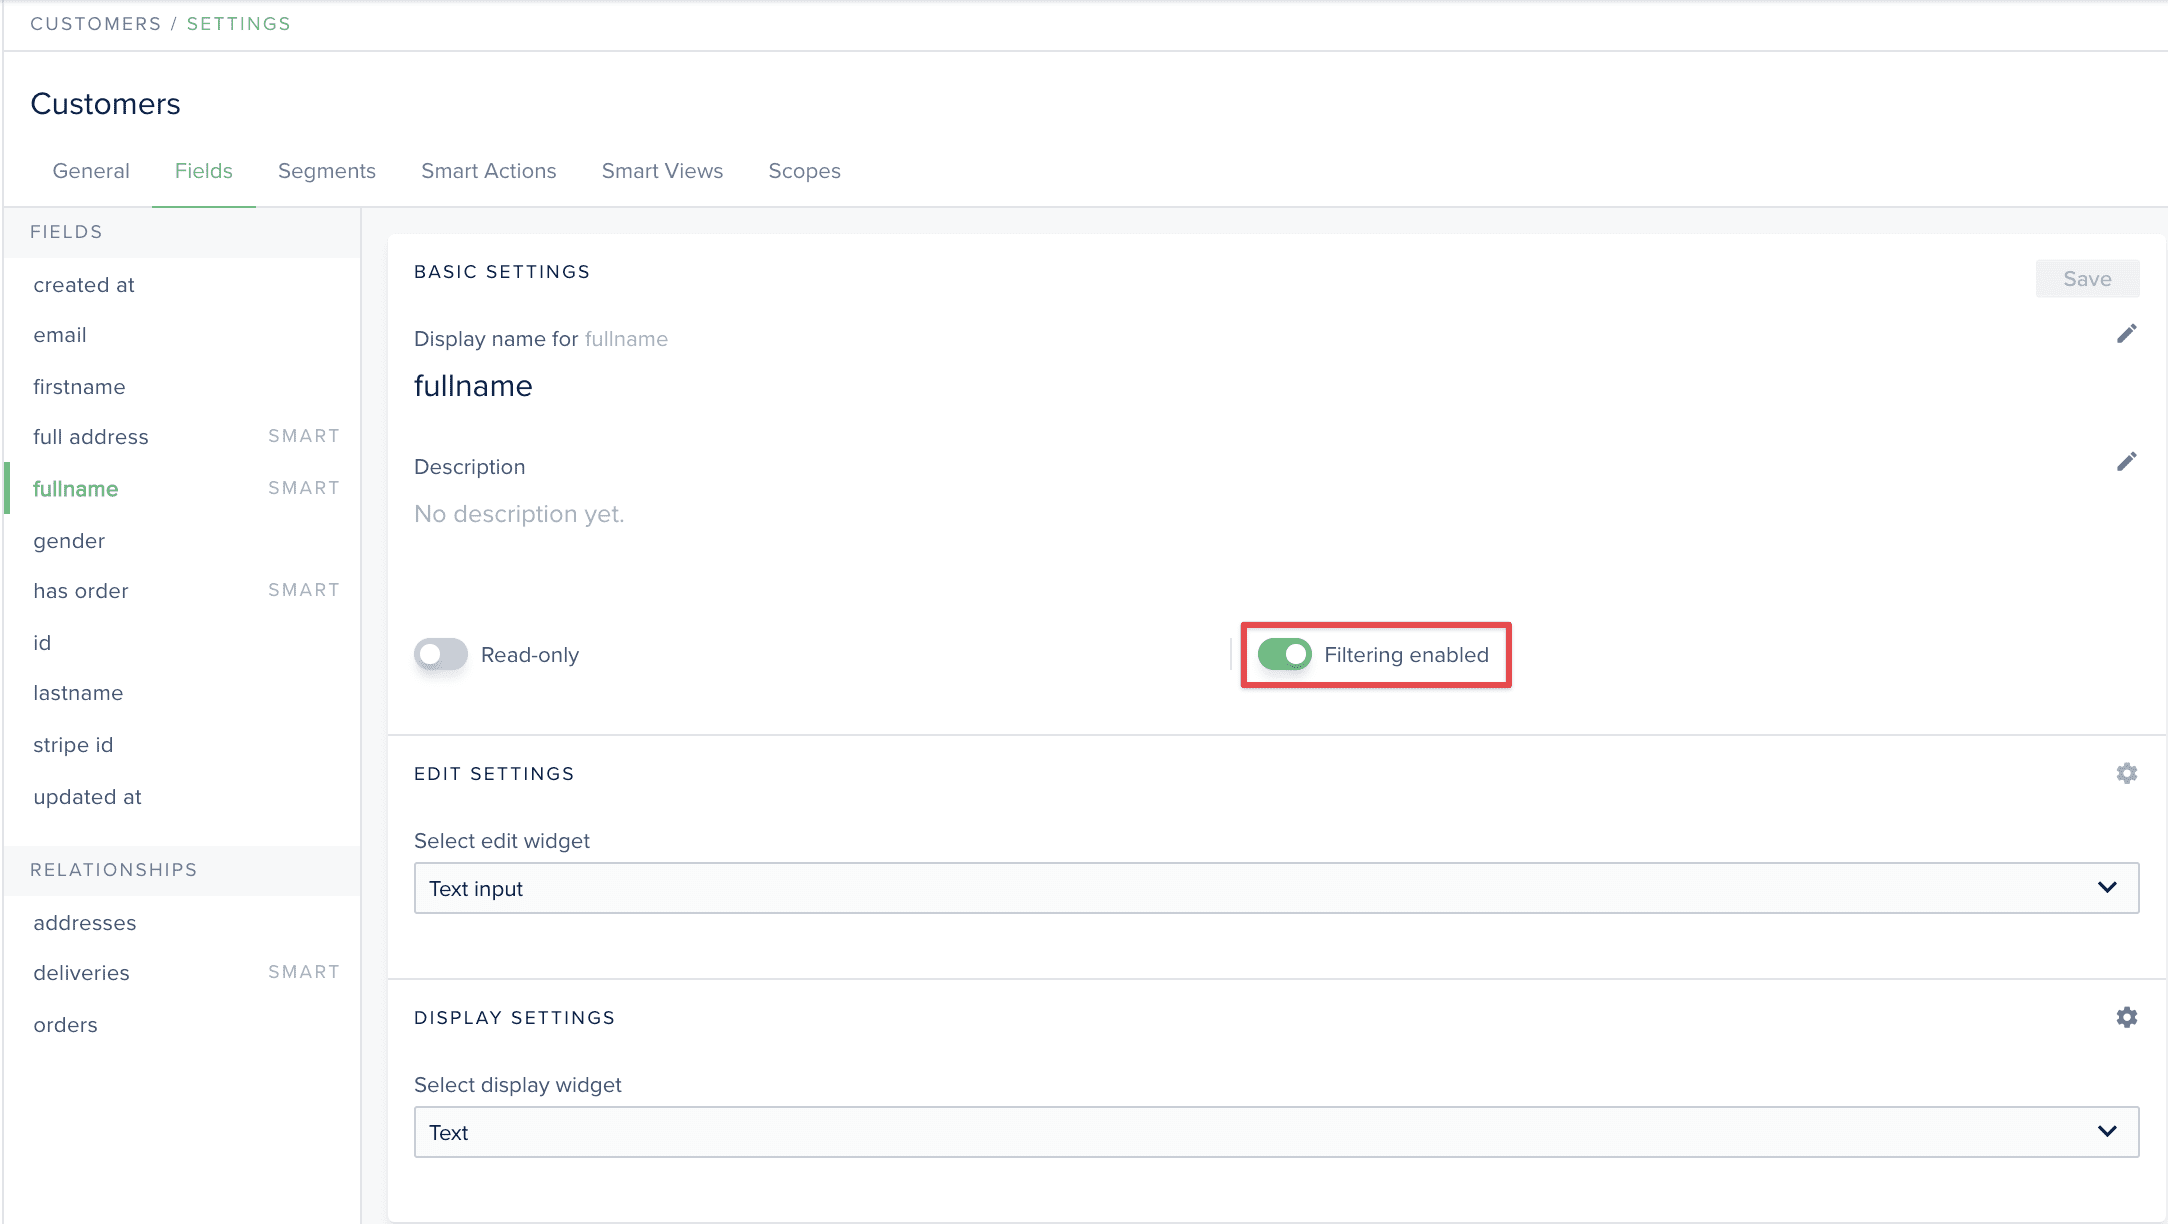 CUSTOMERS / SETTINGS
Customers
General Fields Segments Smart Actions Smart Views Scopes
FIELDS
created at
email
firstname
full address SMART
fullname SMART
gender
has order SMART
id
lastname
stripe id
updated at
RELATIONSHIPS
addresses
deliveries SMART
orders
BASIC SETTINGS
Save
Display name for fullname
fullname
Description
No description yet.
Read-only
Filtering enabled
EDIT SETTINGS
Select edit widget
Text input
DISPLAY SETTINGS
Select display widget
Text